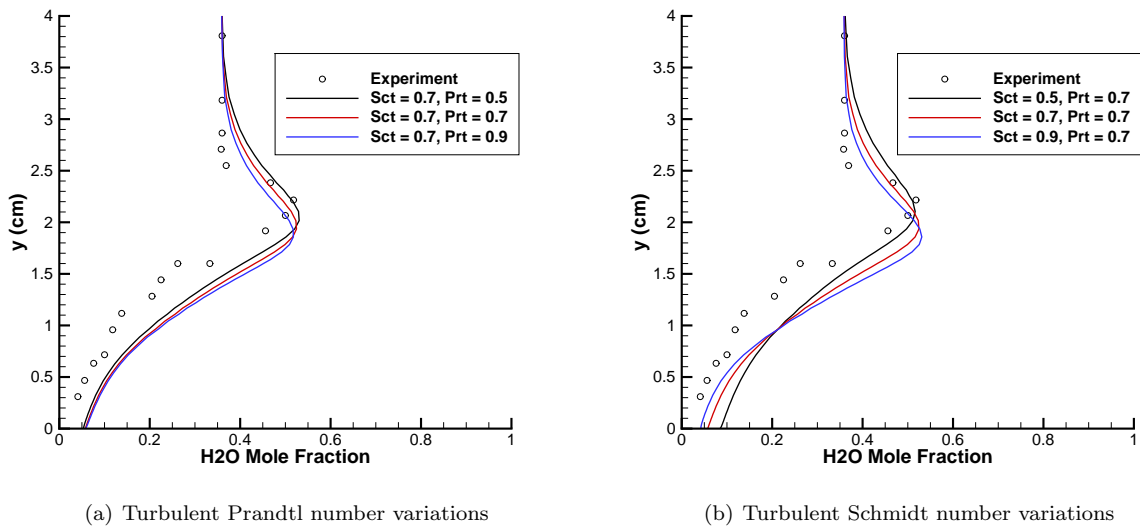 4
3.5
3
2.5
2
1.5
1
0.5
0
y (cm)
Experiment
Sct = 0.7, Prt = 0.5
Sct = 0.7, Prt = 0.7
Sct = 0.7, Prt = 0.9
0 0.2 0.4 0.6 0.8 1
H2O Mole Fraction
(a) Turbulent Prandtl number variations
4
3.5
3
2.5
2
1.5
1
0.5
0
y (cm)
Experiment
Sct = 0.5, Prt = 0.7
Sct = 0.7, Prt = 0.7
Sct = 0.9, Prt = 0.7
0 0.2 0.4 0.6 0.8 1
H2O Mole Fraction
(b) Turbulent Schmidt number variations